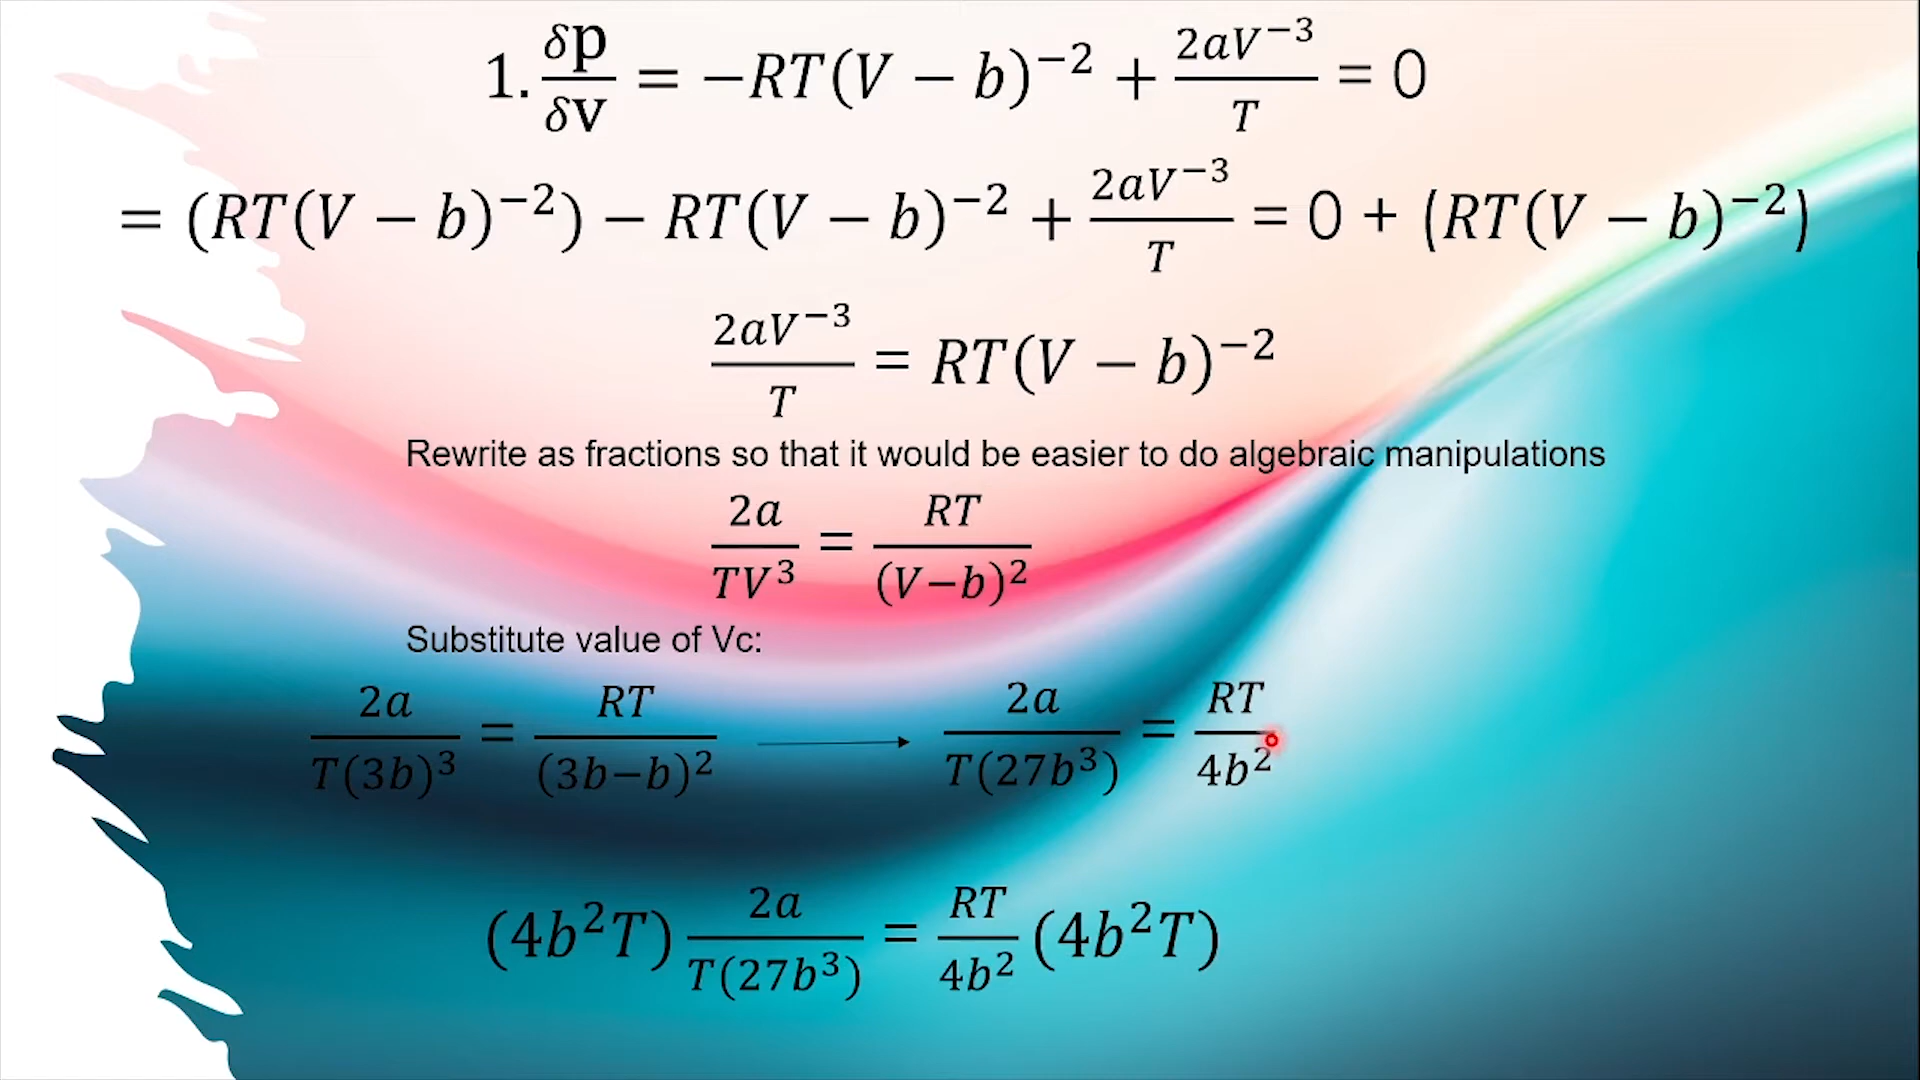 1. δp/δv = −RT(V − b)⁻² + 2aV⁻³/T = 0
= (RT(V − b)⁻²) − RT(V − b)⁻² + 2aV⁻³/T = 0 + (RT(V − b)⁻²)
2aV⁻³/T = RT(V − b)⁻²
Rewrite as fractions so that it would be easier to do algebraic manipulations
2a/TV³ = RT/(V−b)²
Substitute value of Vc:
2a/T(3b)³ = RT/(3b−b)² → 2a/T(27b³) = RT/4b²
(4b²T) 2a/T(27b³) = RT/4b² (4b²T)